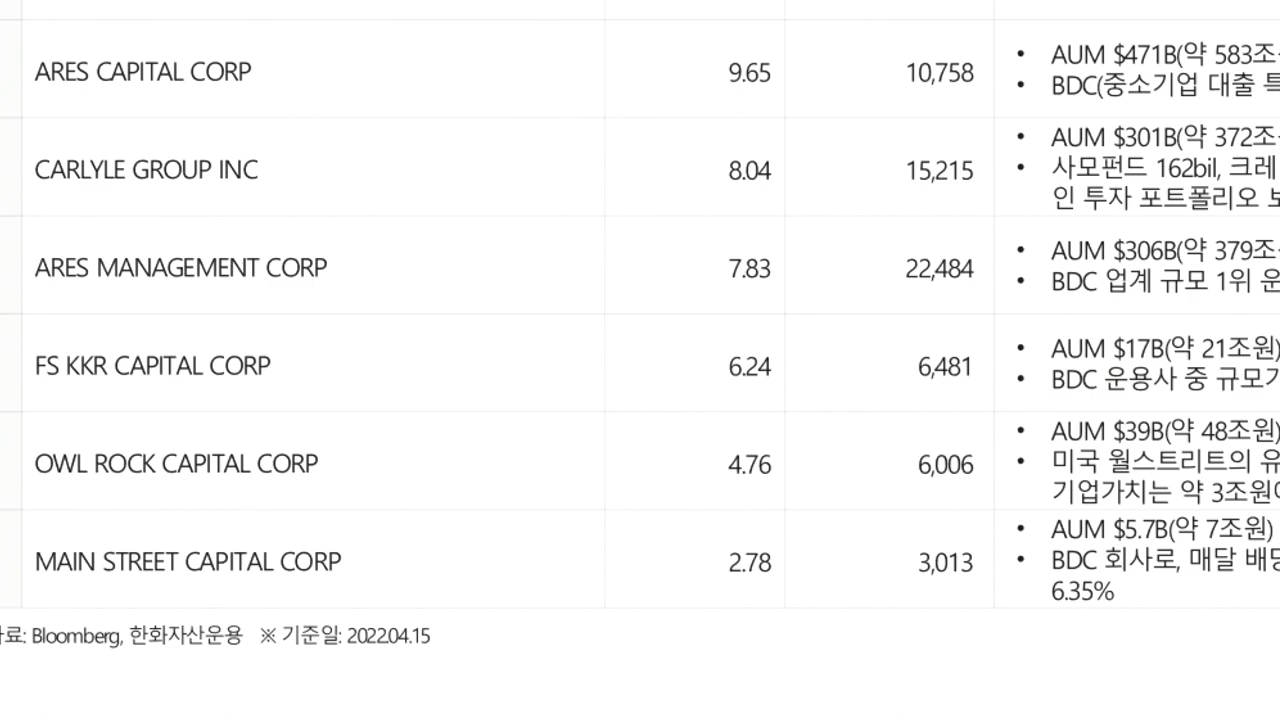 ARES CAPITAL CORP 9.65 10,758 • AUM $471B(약 583조
• BDC(중소기업 대출
CARLYLE GROUP INC 8.04 15,215 • AUM $301B(약 372조
• 사모펀드 162bil, 크레
인 투자 포트폴리오
ARES MANAGEMENT CORP 7.83 22,484 • AUM $306B(약 379조
• BDC 업계 규모 1위 운
FS KKR CAPITAL CORP 6.24 6,481 • AUM $17B(약 21조원)
• BDC 운용사 중 규모가
OWL ROCK CAPITAL CORP 4.76 6,006 • AUM $39B(약 48조원)
• 미국 월스트리트의 유
기업가치는 약 3조원
MAIN STREET CAPITAL CORP 2.78 3,013 • AUM $5.7B(약 7조원)
• BDC 회사로, 매달 배당
6.35%
료: Bloomberg, 한화자산운용 ※ 기준일: 2022.04.15